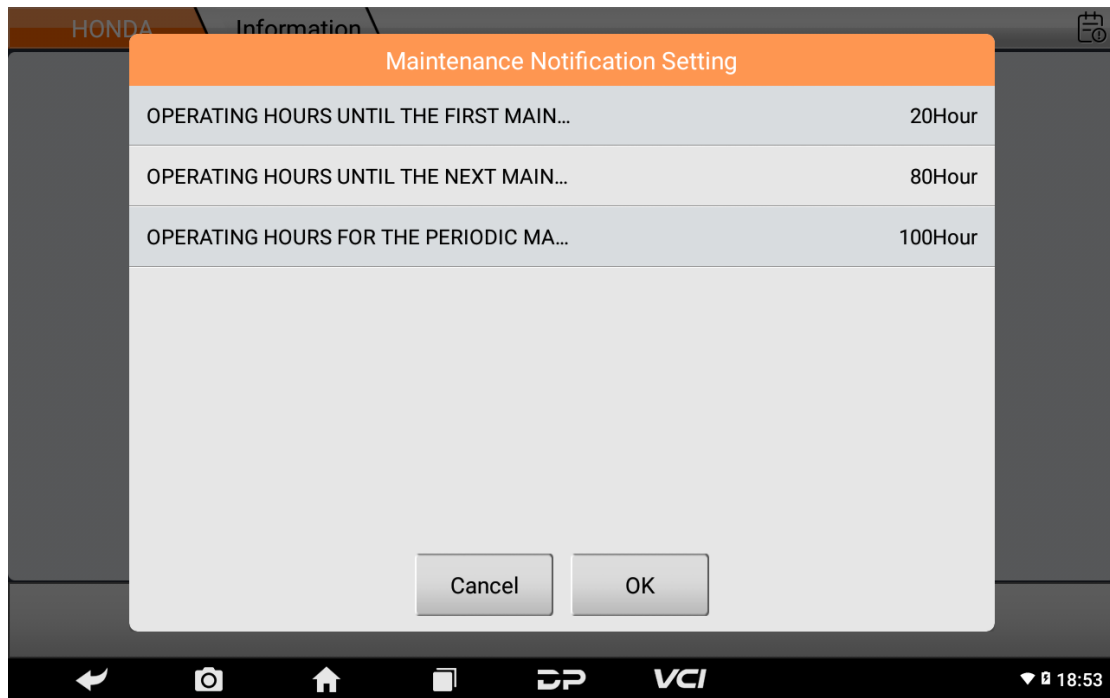 HONDA
Information
Maintenance Notification Setting
OPERATING HOURS UNTIL THE FIRST MAIN...
20Hour
OPERATING HOURS UNTIL THE NEXT MAIN...
80Hour
OPERATING HOURS FOR THE PERIODIC MA...
100Hour
Cancel
OK
DP
VCI
18:53